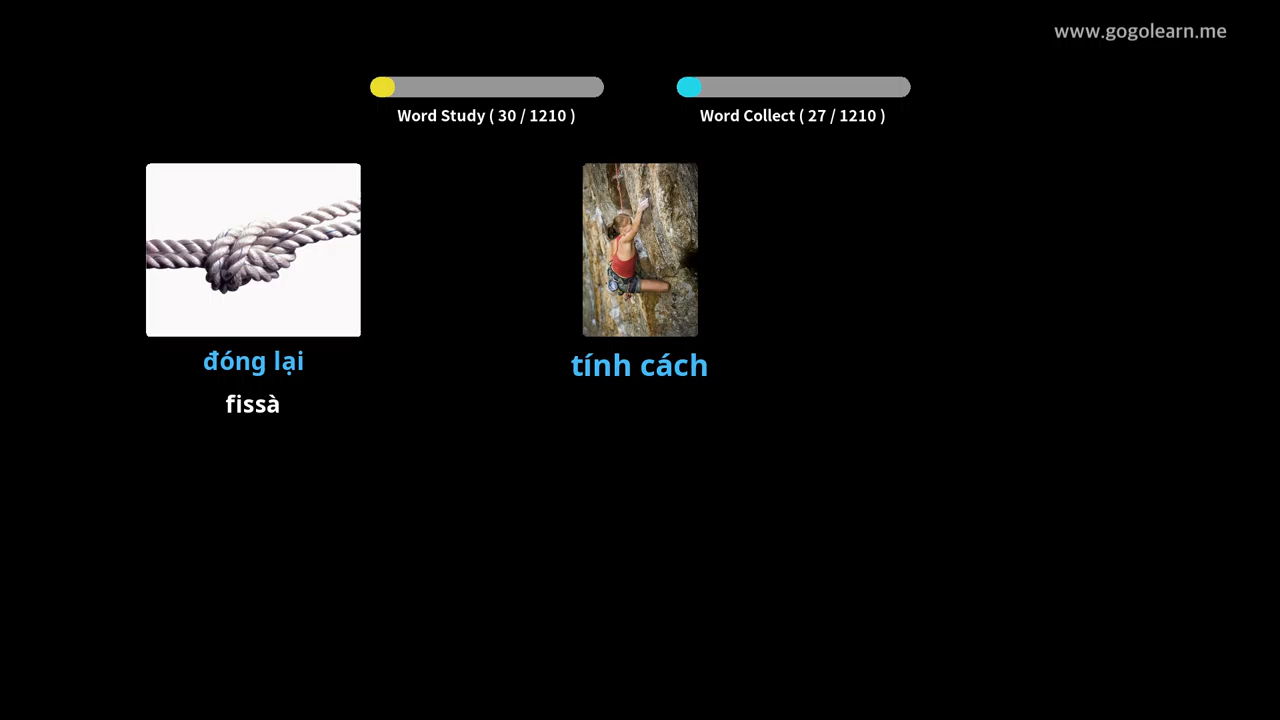 www.gogolearn.me
Word Study ( 30 / 1210 )
Word Collect ( 27 / 1210 )
đóng lại
tính cách
fissà